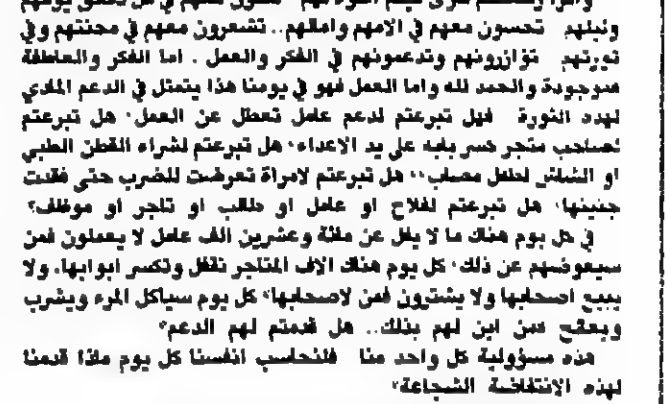 ونبلهم تحسون معهم في الامهم وامالهم.. تشعرون معهم في محنتهم وفي
ثورتهم تؤازرونهم وتدعمونهم في الفكر والعمل . اما الفكر والعاطفة
فموجودة والحمد لله واما العمل فهو في يومنا هذا يتمثل في الدعم المادي
لهذه الثورة فهل تبرعتم لدعم عامل تعطل عن العمل؟ هل تبرعتم
لصاحب متجر كسر بابه على يد الاعداء؟ هل تبرعتم لشراء القطن الطبي
او الشاش لطفل مصاب؟؟ هل تبرعتم لامراة تعرضت للضرب حتى فقدت
جنينها؟ هل تبرعتم لفلاح او عامل او طالب او تاجر او موظف؟
في كل يوم هناك ما لا يقل عن مئة وعشرين الف عامل لا يعملون فمن
سيعوضهم عن ذلك؟ كل يوم هناك الاف المتاجر تقفل وتكسر ابوابها، ولا
يبيع اصحابها ولا يشترون فمن لاصحابها؟ كل يوم سياكل المرء ويشرب
ويعالج فمن اين لهم بذلك.. هل قدمتم لهم الدعم؟
هذه مسؤولية كل واحد منا فلنحاسب انفسنا كل يوم ماذا قدمنا
لهذه الانتفاضة الشجاعة؟